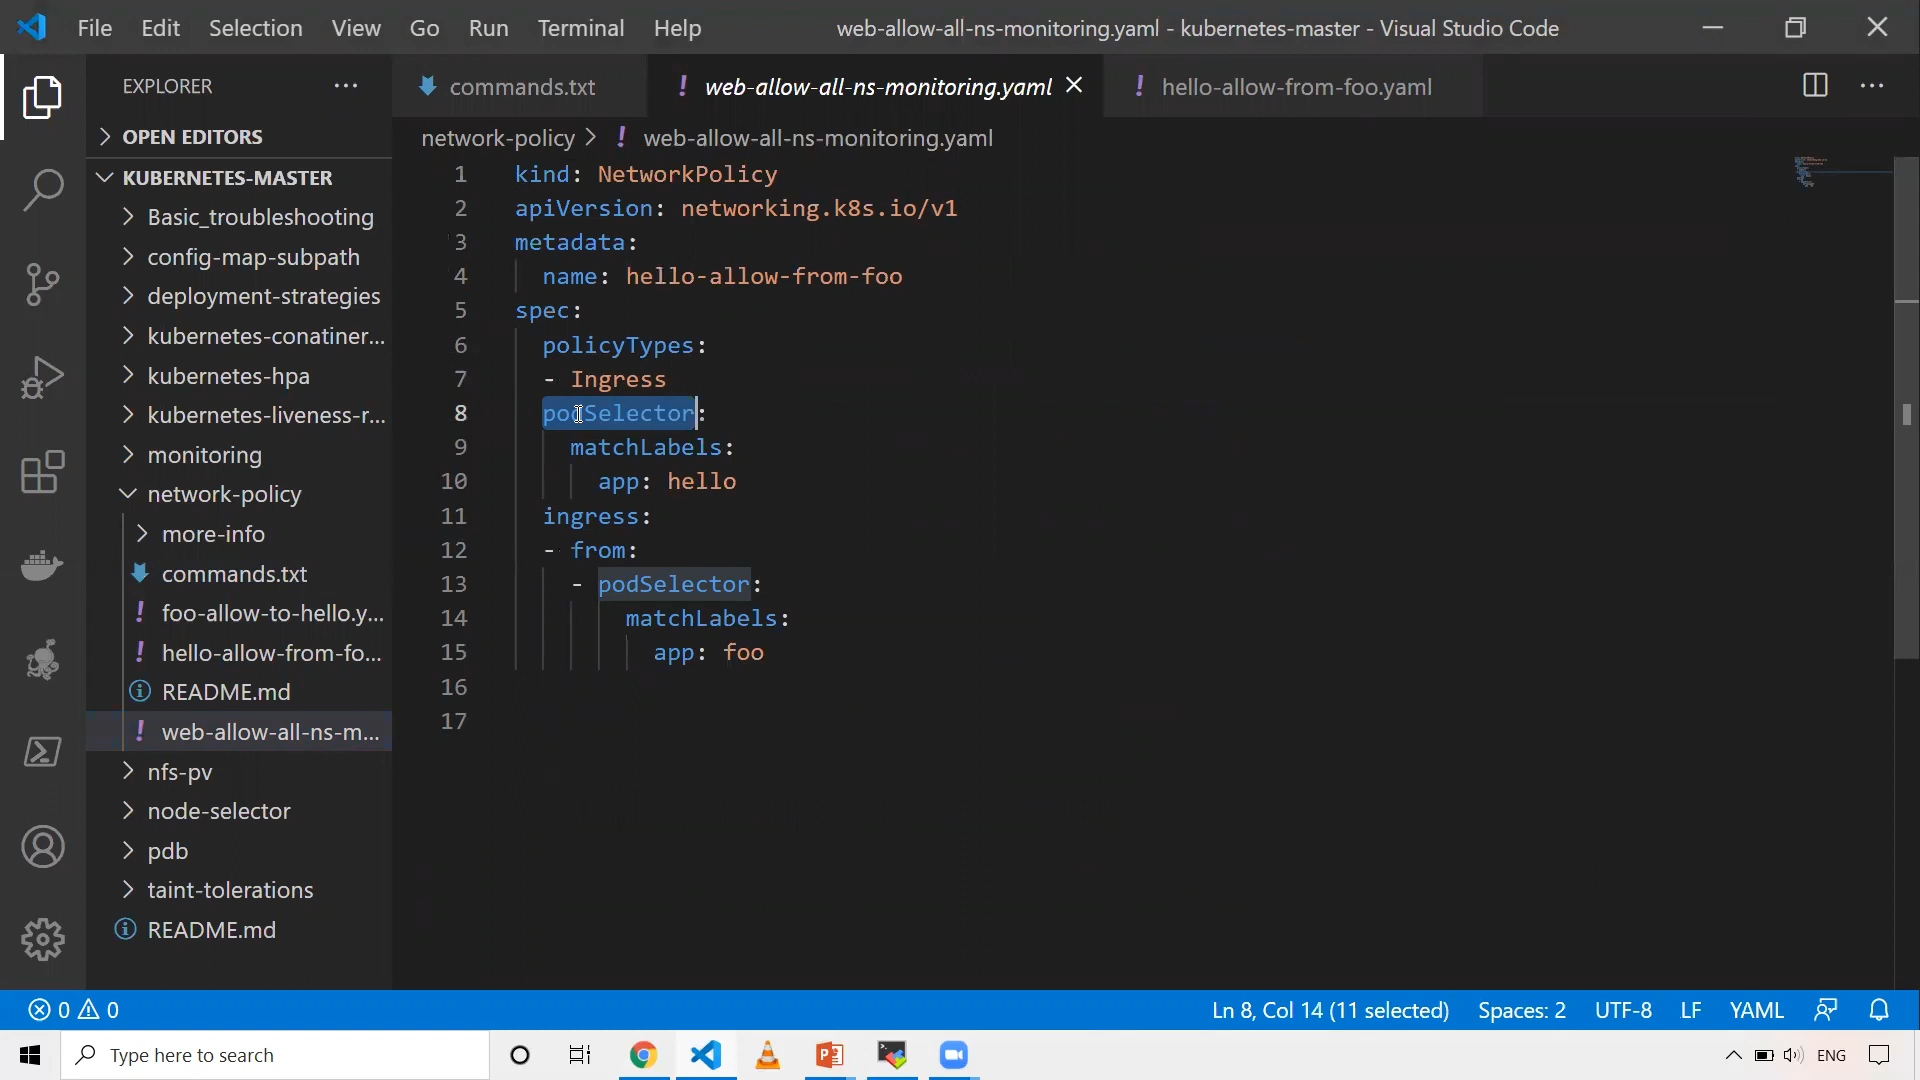 File Edit Selection View Go Run Terminal Help
web-allow-all-ns-monitoring.yaml - kubernetes-master - Visual Studio Code
EXPLORER
commands.txt
web-allow-all-ns-monitoring.yaml
hello-allow-from-foo.yaml
OPEN EDITORS
KUBERNETES-MASTER
Basic_troubleshooting
config-map-subpath
deployment-strategies
kubernetes-conatiner...
kubernetes-hpa
kubernetes-liveness-r...
monitoring
network-policy
more-info
commands.txt
foo-allow-to-hello.y...
hello-allow-from-fo...
README.md
web-allow-all-ns-m...
nfs-pv
node-selector
pdb
taint-tolerations
README.md
network-policy > ! web-allow-all-ns-monitoring.yaml
1 kind: NetworkPolicy
2 apiVersion: networking.k8s.io/v1
3 metadata:
4 name: hello-allow-from-foo
5 spec:
6 policyTypes:
7 - Ingress
8 podSelector:
9 matchLabels:
10 app: hello
11 ingress:
12 - from:
13 - podSelector:
14 matchLabels:
15 app: foo
16
17
0 0
Ln 8, Col 14 (11 selected) Spaces: 2 UTF-8 LF YAML
Type here to search
ENG